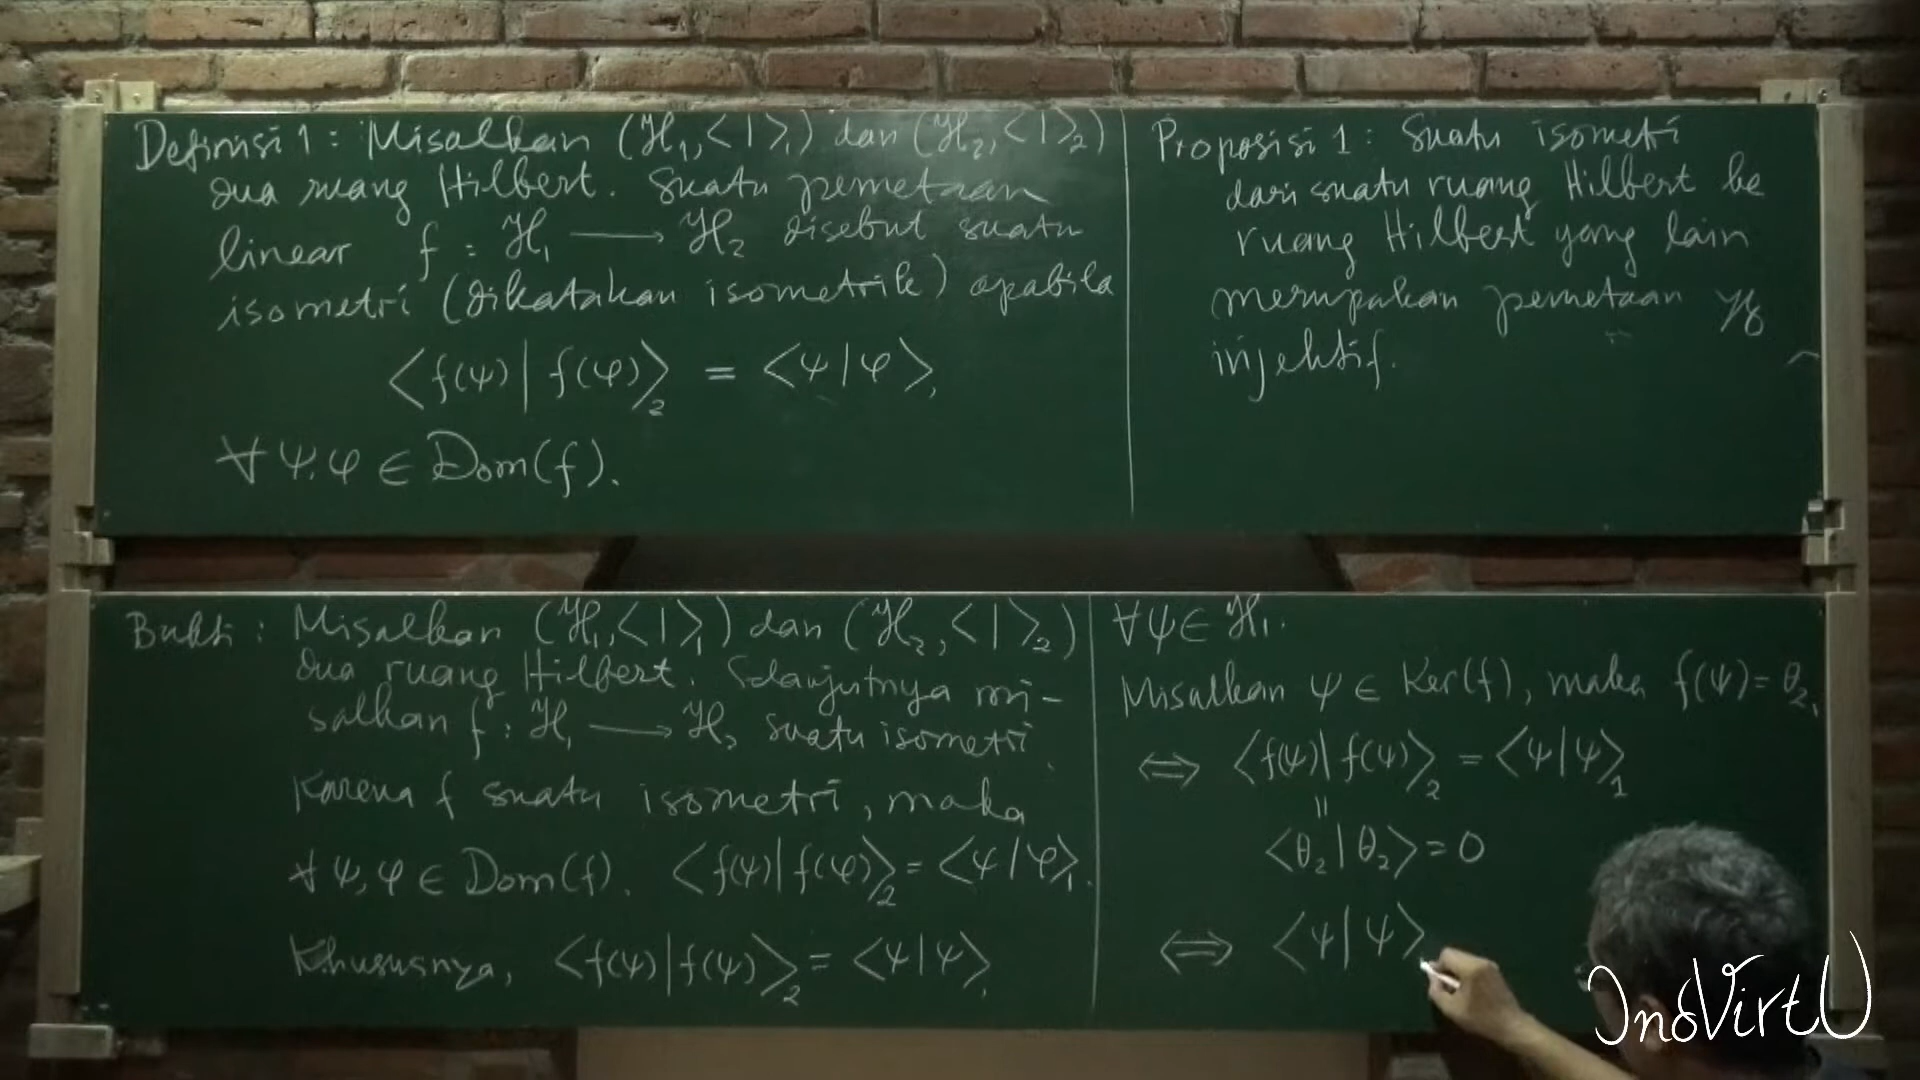 Definisi 1 : Misalkan (ℋ₁,< | >₁) dan (ℋ₂,< | >₂)
dua ruang Hilbert. Suatu pemetaan
linear f : ℋ₁ ⟶ ℋ₂ disebut suatu
isometri (dikatakan isometrik) apabila
<f(ψ)| f(φ)>₂ = <ψ|φ>₁
∀ ψ,φ ∈ Dom(f).
Proposisi 1 : Suatu isometri
dari suatu ruang Hilbert ke
ruang Hilbert yang lain
merupakan pemetaan yg
injektif.
Bukti : Misalkan (ℋ₁,< | >₁) dan (ℋ₂,< | >₂)
dua ruang Hilbert. Selanjutnya mi-
salkan f : ℋ₁ ⟶ ℋ₂ suatu isometri.
Karena f suatu isometri, maka
∀ ψ,φ ∈ Dom(f). <f(ψ)|f(φ)>₂ = <ψ|φ>₁.
Khususnya, <f(ψ)|f(ψ)>₂ = <ψ|ψ>₁
∀ψ∈ ℋ₁.
Misalkan ψ ∈ Ker(f), maka f(ψ)= θ₂,
⟺ <f(ψ)| f(ψ)>₂ = <ψ|ψ>₁
=
<θ₂|θ₂> = 0
⟺ <ψ|ψ>
InoVirtU